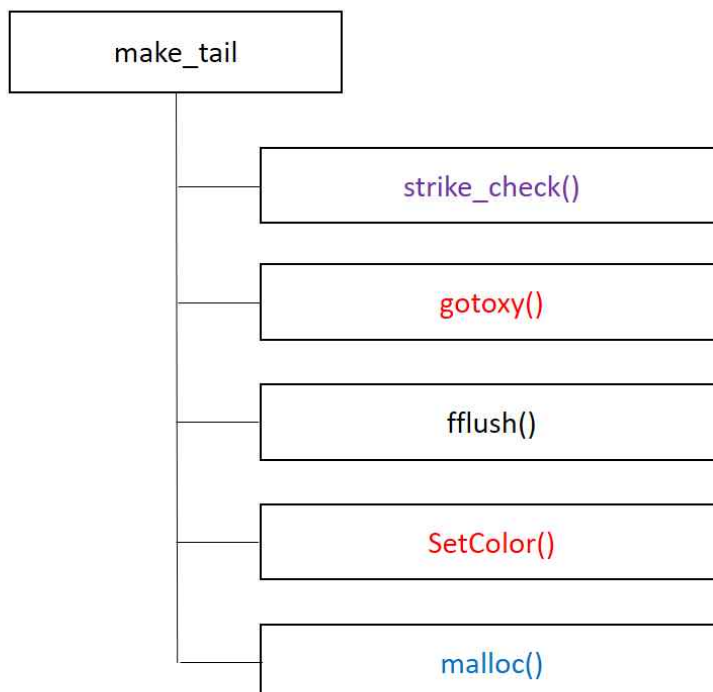 make_tail
strike_check()
gotoxy()
fflush()
SetColor()
malloc()